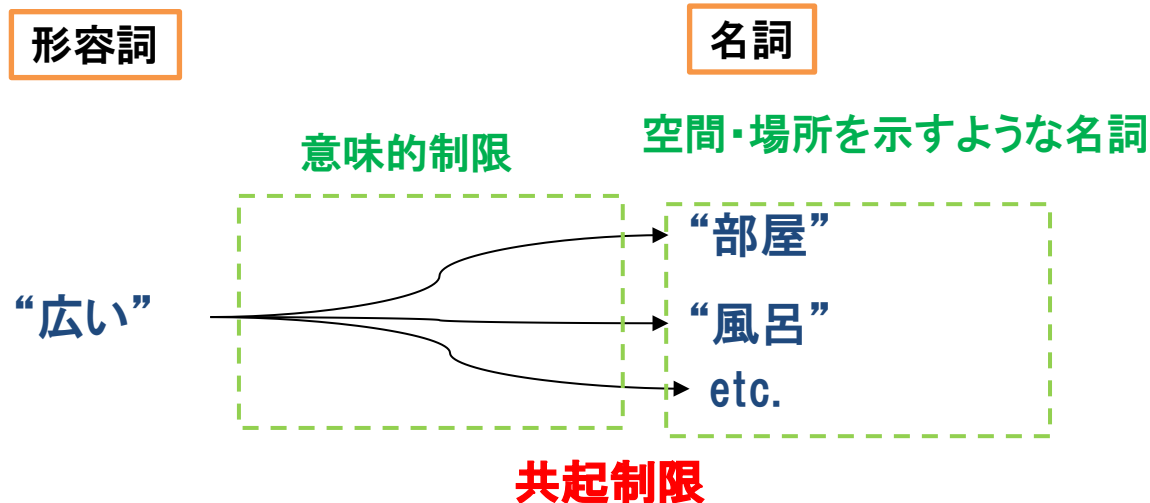 形容詞
名詞
意味的制限
空間・場所を示すような名詞
“広い”
“部屋”
“風呂”
etc.
共起制限